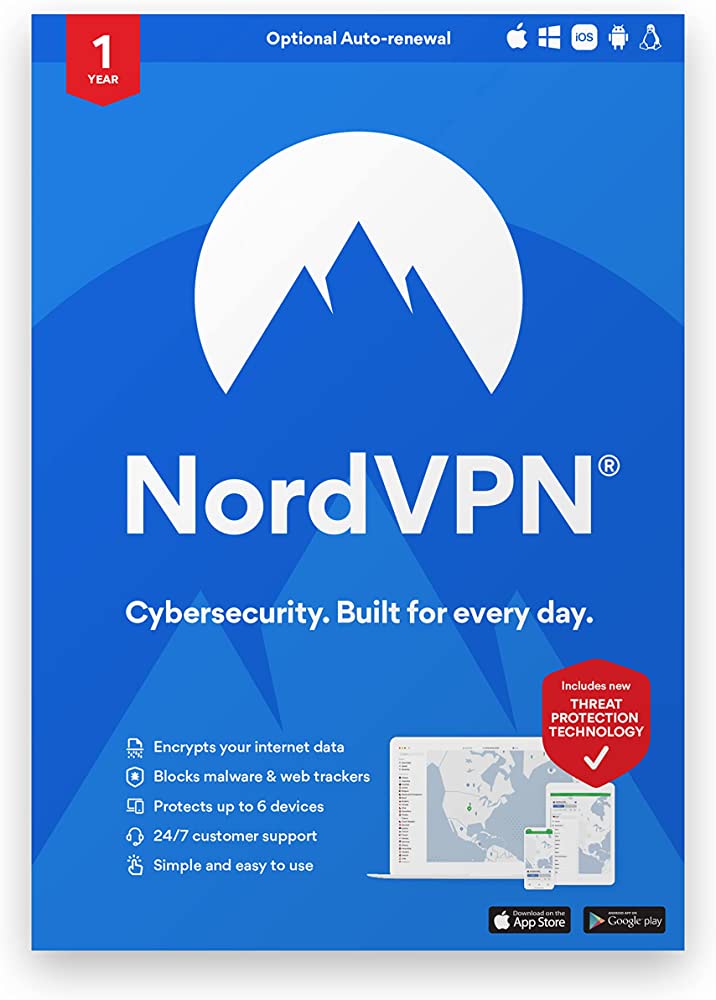 1
YEAR
Optional Auto-renewal
iOS
NordVPN®
Cybersecurity. Built for every day.
Includes new
THREAT
PROTECTION
TECHNOLOGY
Encrypts your internet data
Blocks malware & web trackers
Protects up to 6 devices
24/7 customer support
Simple and easy to use
Download on the
App Store
ANDROID APP ON
Google play